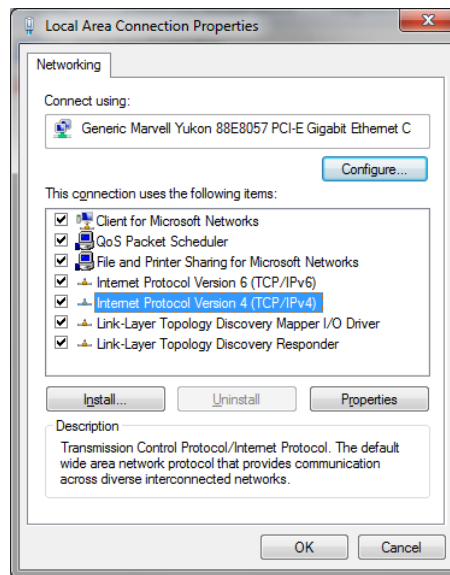 Local Area Connection Properties
Networking
Connect using:
Generic Marvell Yukon 88E8057 PCI-E Gigabit Ethernet C
Configure...
This connection uses the following items:
Client for Microsoft Networks
QoS Packet Scheduler
File and Printer Sharing for Microsoft Networks
Internet Protocol Version 6 (TCP/IPv6)
Internet Protocol Version 4 (TCP/IPv4)
Link-Layer Topology Discovery Mapper I/O Driver
Link-Layer Topology Discovery Responder
Install...
Uninstall
Properties
Description
Transmission Control Protocol/Internet Protocol. The default
wide area network protocol that provides communication
across diverse interconnected networks.
OK
Cancel